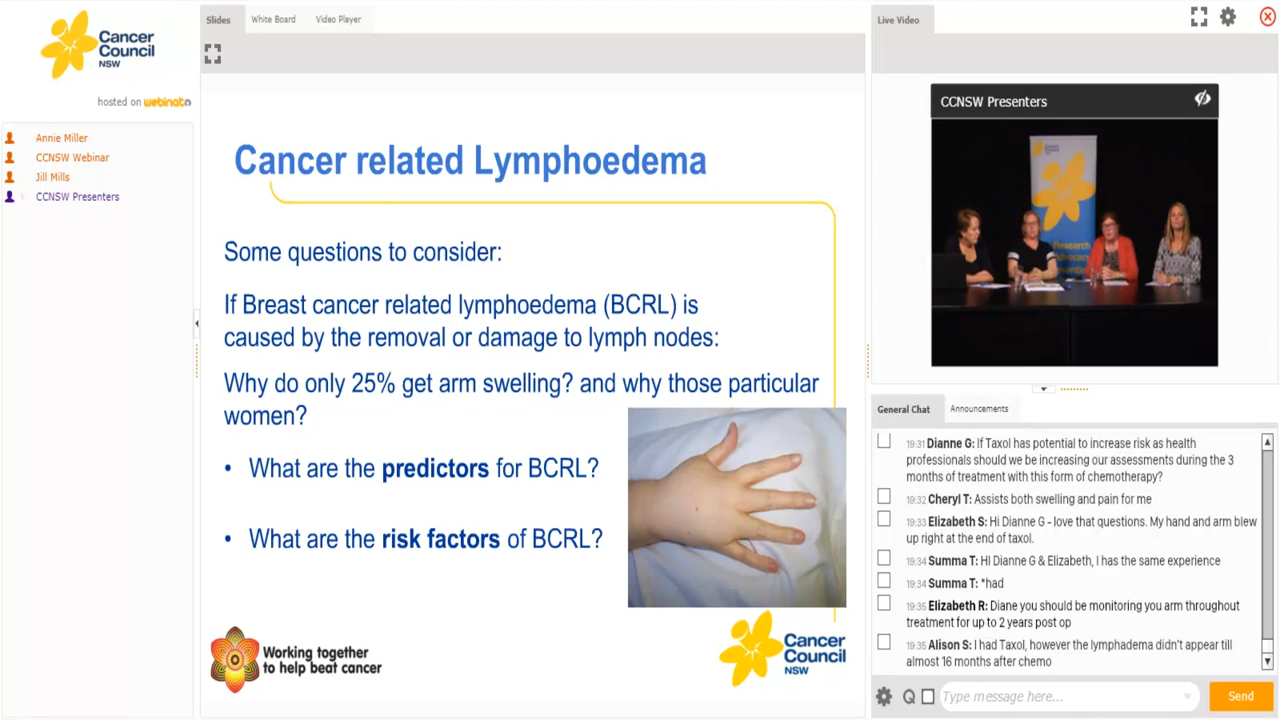 Cancer
Council
NSW
hosted on webinato
Annie Miller
CCNSW Webinar
Jill Mills
CCNSW Presenters
Slides
White Board
Video Player
Cancer related Lymphoedema
Some questions to consider:
If Breast cancer related lymphoedema (BCRL) is
caused by the removal or damage to lymph nodes:
Why do only 25% get arm swelling? and why those particular
women?
• What are the predictors for BCRL?
• What are the risk factors of BCRL?
Working together
to help beat cancer
Cancer
Council
NSW
Live Video
CCNSW Presenters
Research
Advocacy
General Chat
Announcements
19:31 Dianne G: If Taxol has potential to increase risk as health
professionals should we be increasing our assessments during the 3
months of treatment with this form of chemotherapy?
19:32 Cheryl T: Assists both swelling and pain for me
19:33 Elizabeth S: Hi Dianne G - love that questions. My hand and arm blew
up right at the end of taxol.
19:34 Summa T: HI Dianne G & Elizabeth, I has the same experience
19:34 Summa T: *had
19:35 Elizabeth R: Diane you should be monitoring you arm throughout
treatment for up to 2 years post op
19:35 Alison S: I had Taxol, however the lymphadema didn't appear till
almost 16 months after chemo
Q
Type message here...
Send